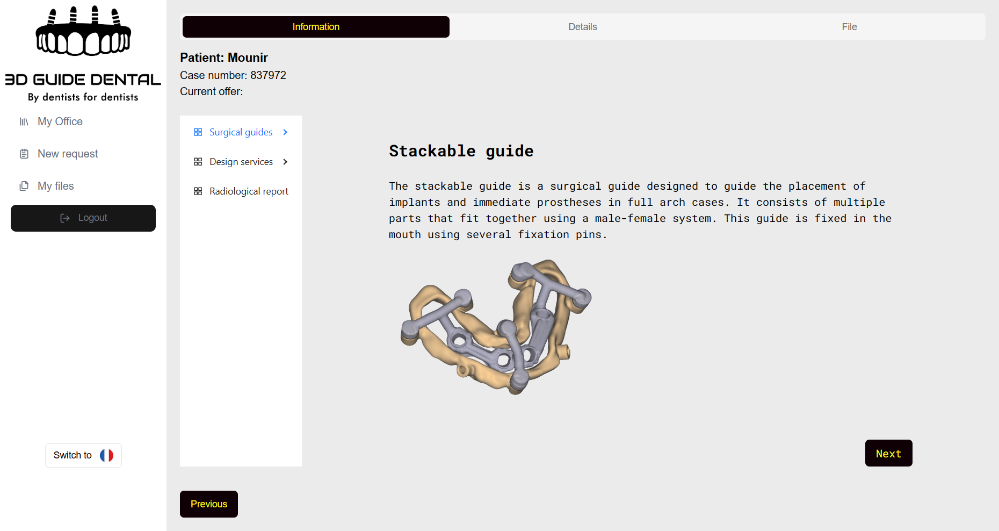 3D GUIDE DENTAL
By dentists for dentists
My Office
New request
My files
Logout
Switch to
Information
Details
File
Patient: Mounir
Case number: 837972
Current offer:
Surgical guides
Design services
Radiological report
Stackable guide
The stackable guide is a surgical guide designed to guide the placement of
implants and immediate prostheses in full arch cases. It consists of multiple
parts that fit together using a male-female system. This guide is fixed in the
mouth using several fixation pins.
Next
Previous